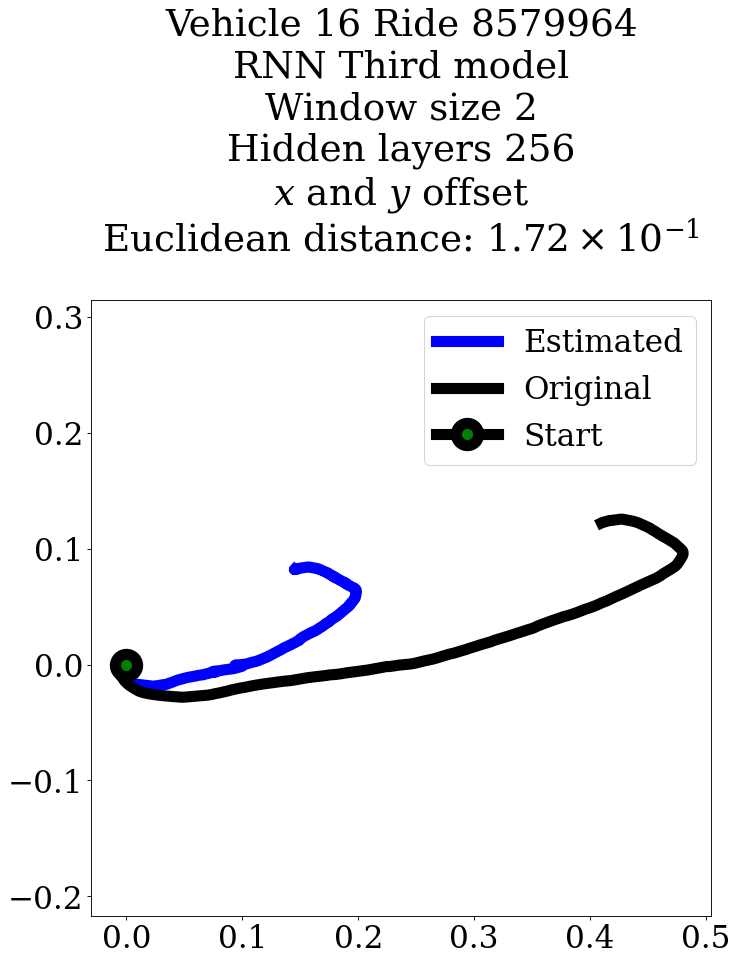 Vehicle 16 Ride 8579964
RNN Third model
Window size 2
Hidden layers 256
x and y offset
Euclidean distance: 1.72 × 10⁻¹
Estimated
Original
Start
0.3
0.2
0.1
0.0
−0.1
−0.2
0.0 0.1 0.2 0.3 0.4 0.5